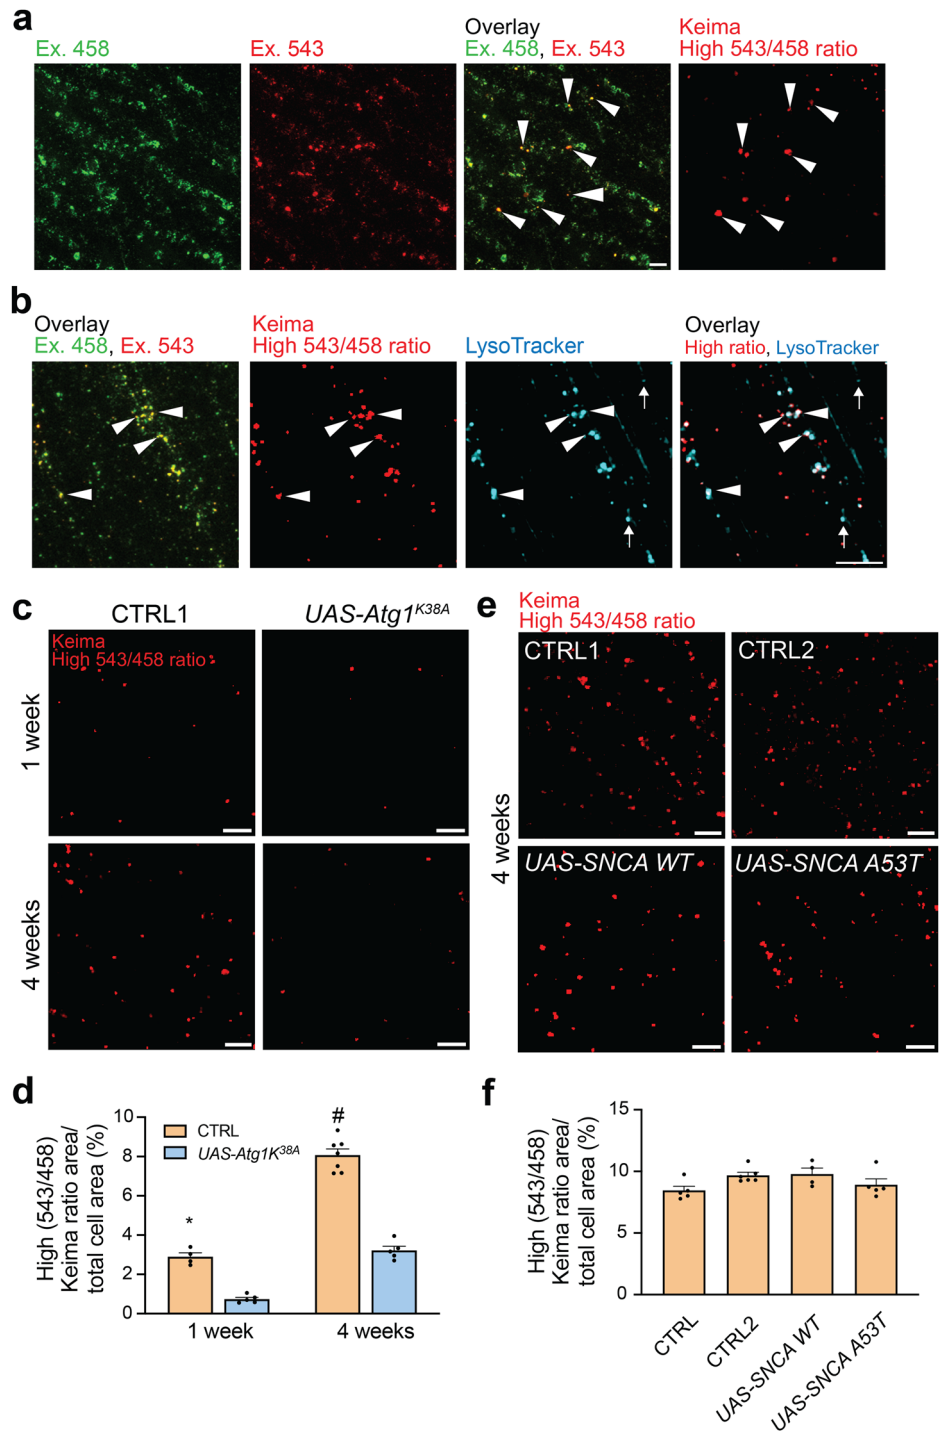 a
Ex. 458
Ex. 543
Overlay
Ex. 458, Ex. 543
Keima
High 543/458 ratio
b
Overlay
Ex. 458, Ex. 543
Keima
High 543/458 ratio
LysoTracker
Overlay
High ratio, LysoTracker
c
CTRL1
UAS-Atg1K38A
Keima
High 543/458 ratio
1 week
4 weeks
e
Keima
High 543/458 ratio
CTRL1
CTRL2
4 weeks
UAS-SNCA WT
UAS-SNCA A53T
d
High (543/458)
Keima ratio area/
total cell area (%)
10
8
6
4
2
0
CTRL
UAS-Atg1K38A
*
#
1 week
4 weeks
f
High (543/458)
Keima ratio area/
total cell area (%)
15
10
5
0
CTRL
CTRL2
UAS-SNCA WT
UAS-SNCA A53T